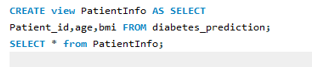 CREATE view PatientInfo AS SELECT
Patient_id,age,bmi FROM diabetes_prediction;
SELECT * from PatientInfo;